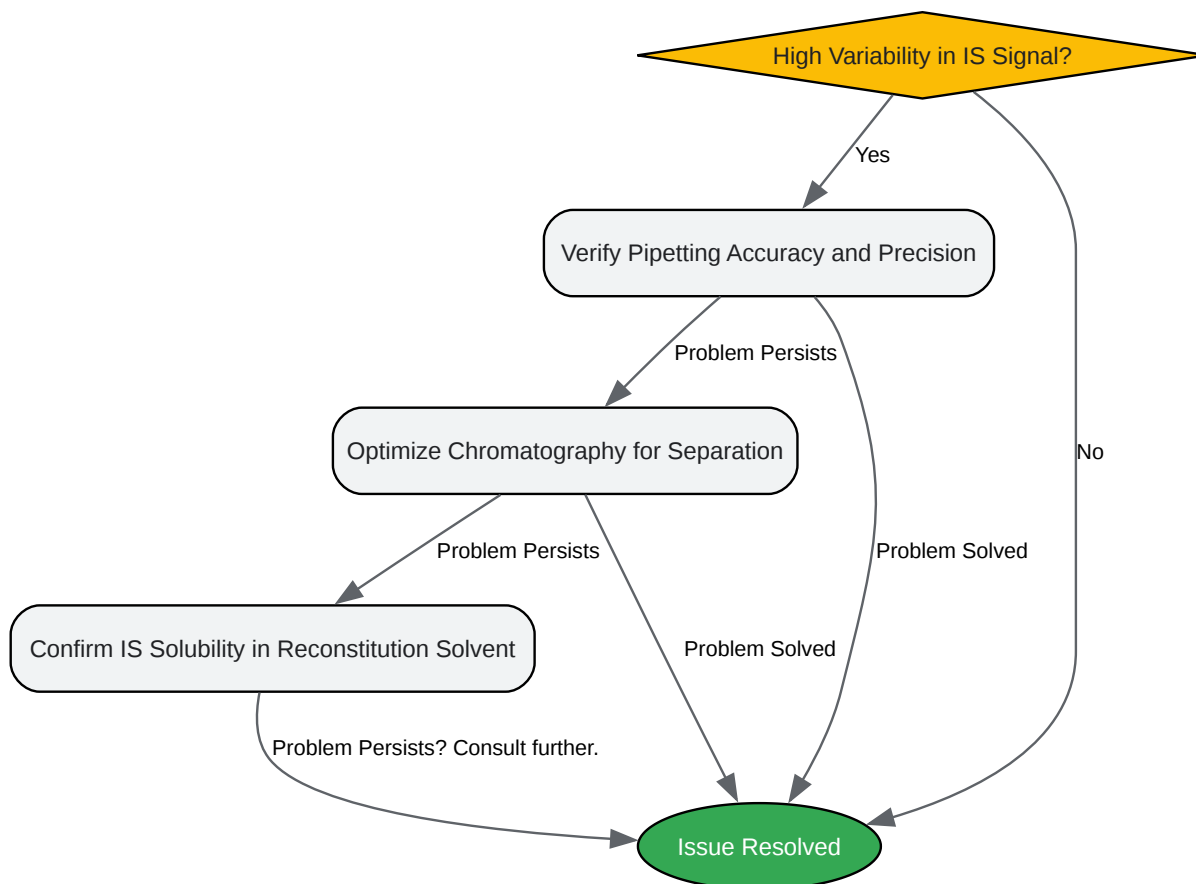 High Variability in IS Signal?
Yes
Verify Pipetting Accuracy and Precision
Problem Persists
Optimize Chromatography for Separation
No
Problem Persists
Problem Solved
Confirm IS Solubility in Reconstitution Solvent
Problem Solved
Problem Persists? Consult further.
Issue Resolved